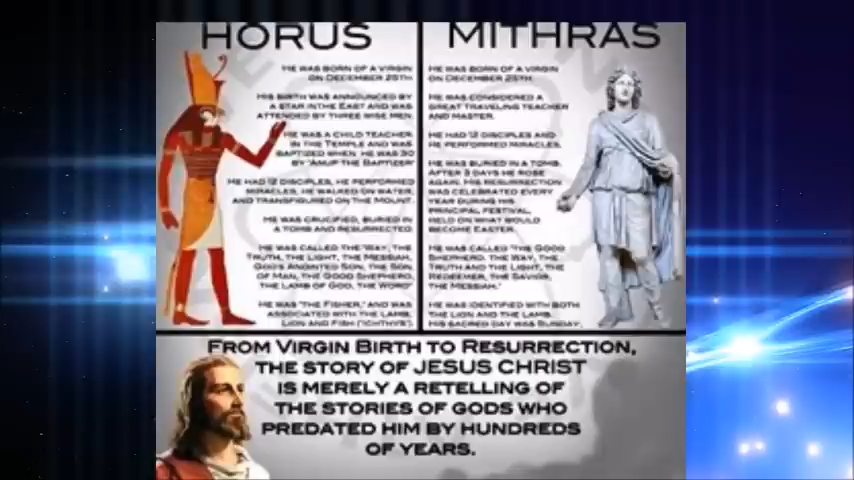 HORUS
HE WAS BORN OF A VIRGIN
ON DECEMBER 25TH
HIS BIRTH WAS ANNOUNCED BY
A STAR IN THE EAST AND WAS
ATTENDED BY THREE WISE MEN.
HE WAS A CHILD TEACHER
IN THE TEMPLE AND WAS
BAPTIZED WHEN HE WAS 30
BY 'ANUP THE BAPTIZER'
HE HAD 12 DISCIPLES, HE PERFORMED
MIRACLES, HE WALKED ON WATER,
AND TRANSFIGURED ON THE MOUNT.
HE WAS CRUCIFIED, BURIED IN
A TOMB AND RESURRECTED.
HE WAS CALLED THE 'WAY', THE
TRUTH, THE LIGHT, THE MESSIAH,
GOD'S ANOINTED SON, THE SON
OF MAN, THE GOOD SHEPHERD,
THE LAMB OF GOD, THE WORD'
HE WAS 'THE FISHER,' AND WAS
ASSOCIATED WITH THE LAMB,
LION AND FISH ('ICHTHYS').
MITHRAS
HE WAS BORN OF A VIRGIN
ON DECEMBER 25TH.
HE WAS CONSIDERED A
GREAT TRAVELING TEACHER
AND MASTER.
HE HAD 12 DISCIPLES AND
HE PERFORMED MIRACLES.
HE WAS BURIED IN A TOMB.
AFTER 3 DAYS HE ROSE
AGAIN. HIS RESURRECTION
WAS CELEBRATED EVERY
YEAR DURING HIS
PRINCIPAL FESTIVAL,
HELD ON WHAT WOULD
BECOME EASTER.
HE WAS CALLED 'THE GOOD
SHEPHERD, THE WAY, THE
TRUTH AND THE LIGHT, THE
REDEEMER, THE SAVIOR,
THE MESSIAH.'
HE WAS IDENTIFIED WITH BOTH
THE LION AND THE LAMB.
HIS SACRED DAY WAS SUNDAY,
FROM VIRGIN BIRTH TO RESURRECTION,
THE STORY OF JESUS CHRIST
IS MERELY A RETELLING OF
THE STORIES OF GODS WHO
PREDATED HIM BY HUNDREDS
OF YEARS.